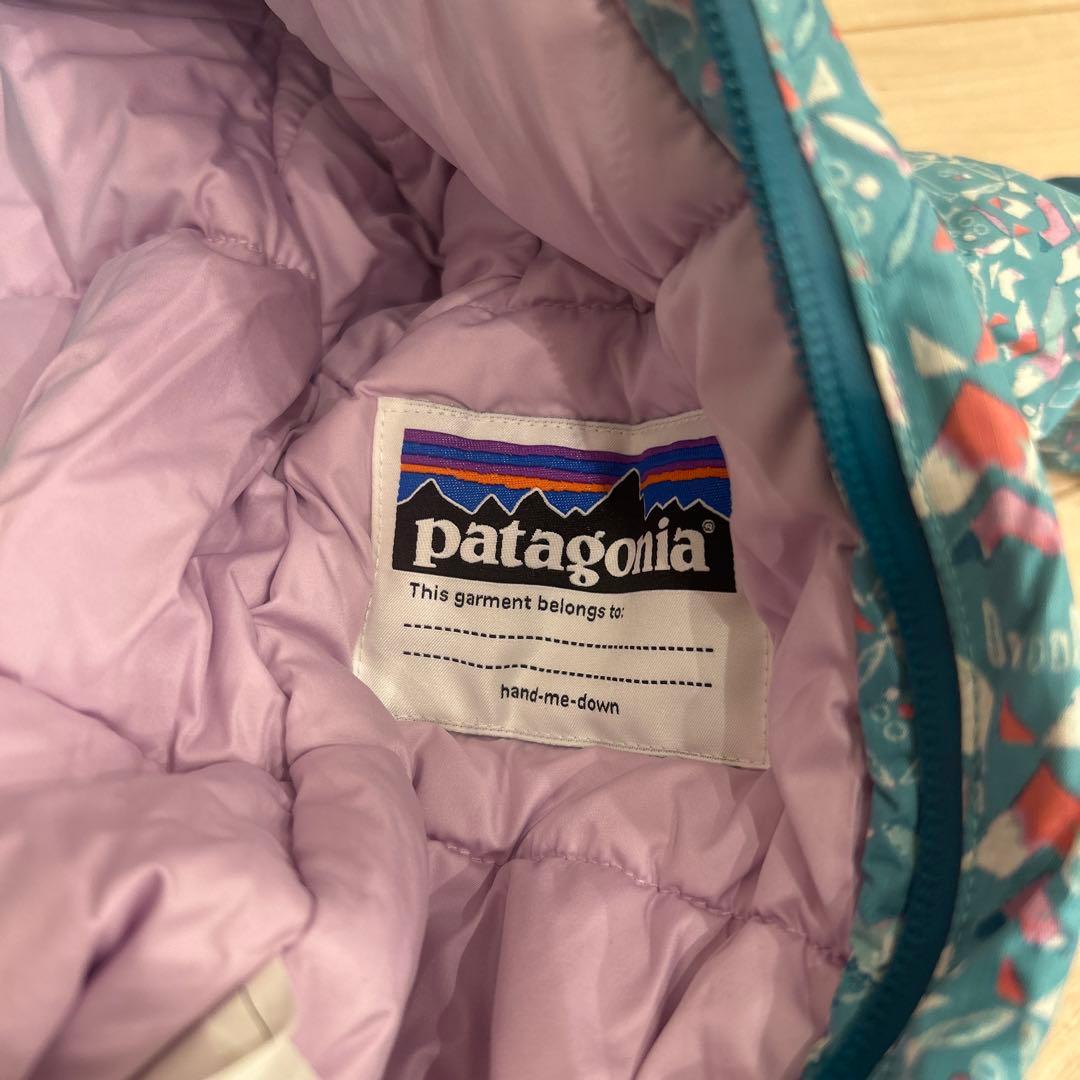 patagonia®
This garment belongs to:
hand-me-down